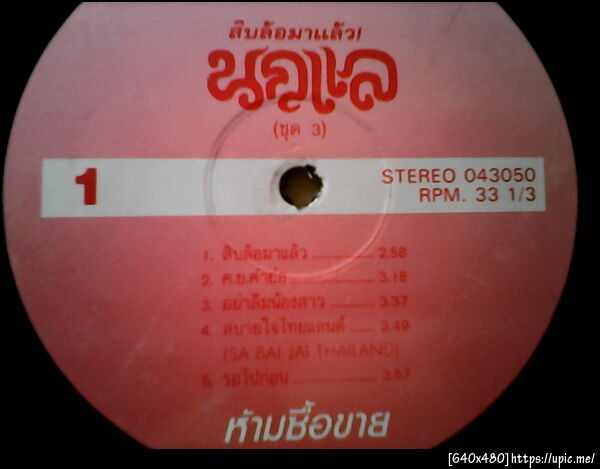 สิบล้อมาแล้ว!
นกแล
(ชุด 3)
1
STEREO 043050
RPM. 33 1/3
1. สิบล้อมาแล้ว ............... 2.58
2. ค.ย.คำย่อ ....................... 3.18
3. อย่าลืมน้องสาว ........... 3.37
4. สบายใจไทยแลนด์ ...... 3.49
(SA BAI JAI THAILAND)
5. รอไปก่อน ..................... 3.57
ห้ามซื้อขาย
[640x480]https://upic.me/